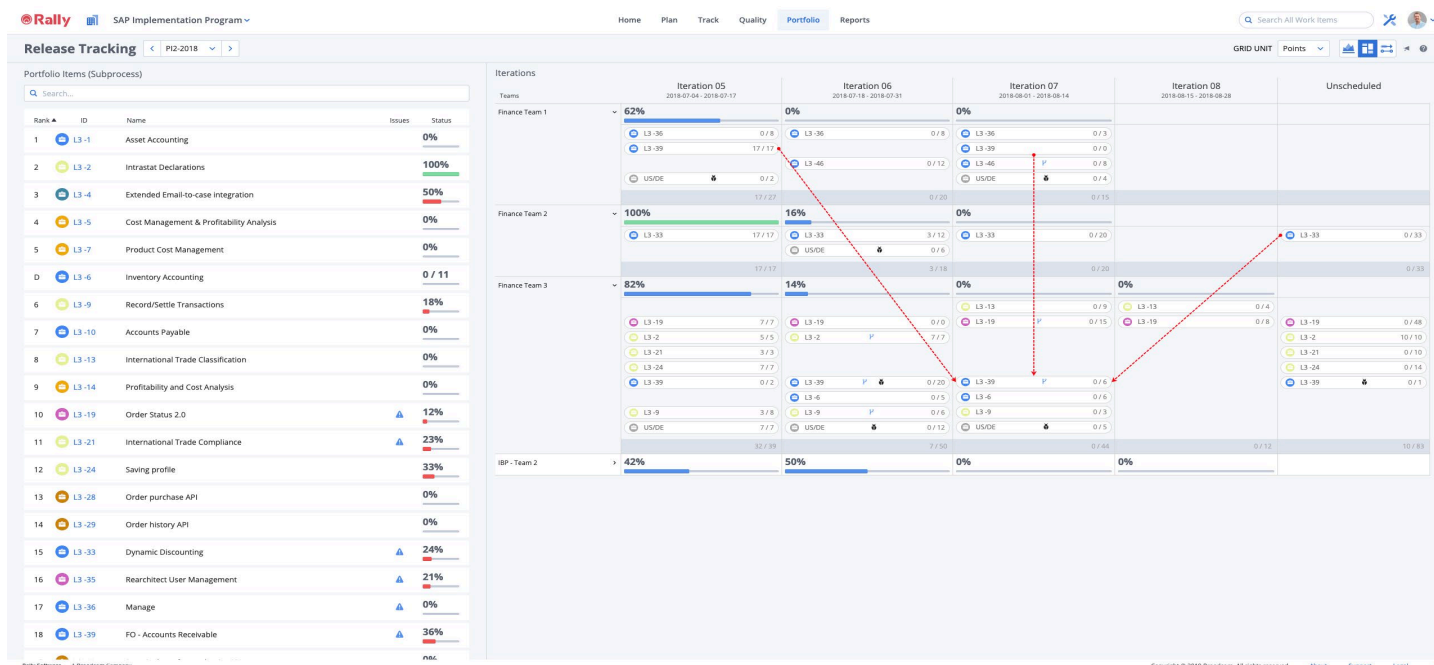 Rally SAP Implementation Program Home Plan Track Quality Portfolio Reports Search All Work Items
Release Tracking PI2-2018 GRID UNIT Points
Portfolio Items (Subprocess)
Search...
Rank ID Name Issues Status
1 L3 -1 Asset Accounting 0%
2 L3 -2 Intrastat Declarations 100%
3 L3 -4 Extended Email-to-case integration 50%
4 L3 -5 Cost Management & Profitability Analysis 0%
5 L3 -7 Product Cost Management 0%
D L3 -6 Inventory Accounting 0 / 11
6 L3 -9 Record/Settle Transactions 18%
7 L3 -10 Accounts Payable 0%
8 L3 -13 International Trade Classification 0%
9 L3 -14 Profitability and Cost Analysis 0%
10 L3 -19 Order Status 2.0 12%
11 L3 -21 International Trade Compliance 23%
12 L3 -24 Saving profile 33%
13 L3 -28 Order purchase API 0%
14 L3 -29 Order history API 0%
15 L3 -33 Dynamic Discounting 24%
16 L3 -35 Rearchitect User Management 21%
17 L3 -36 Manage 0%
18 L3 -39 FO - Accounts Receivable 36%
Iterations
Iteration 05 Iteration 06 Iteration 07 Iteration 08 Unscheduled
Teams 2018-07-04 - 2018-07-17 2018-07-18 - 2018-07-31 2018-08-01 - 2018-08-14 2018-08-15 - 2018-08-28
Finance Team 1 62% 0% 0%
L3 -36 0 / 8 L3 -36 0 / 8 L3 -36 0 / 3
L3 -39 17 / 17 L3 -39 0 / 0
L3 -46 0 / 12 L3 -46 0 / 8
US/DE 0 / 2 US/DE 0 / 4
17 / 27 0 / 20 0 / 15
Finance Team 2 100% 16% 0%
L3 -33 17 / 17 L3 -33 3 / 12 L3 -33 0 / 20 L3 -33 0 / 33
US/DE 0 / 6
17 / 17 3 / 18 0 / 20 0 / 33
Finance Team 3 82% 14% 0% 0%
L3 -13 0 / 9 L3 -13 0 / 4
L3 -19 7 / 7 L3 -19 0 / 0 L3 -19 0 / 15 L3 -19 0 / 8 L3 -19 0 / 48
L3 -2 5 / 5 L3 -2 7 / 7 L3 -2 10 / 10
L3 -21 3 / 3 L3 -21 0 / 10
L3 -24 7 / 7 L3 -24 0 / 14
L3 -39 0 / 2 L3 -39 0 / 20 L3 -39 0 / 6 L3 -39 0 / 1
L3 -6 0 / 5 L3 -6 0 / 6
L3 -9 3 / 8 L3 -9 0 / 6 L3 -9 0 / 3
US/DE 7 / 7 US/DE 0 / 12 US/DE 0 / 5
32 / 39 7 / 50 0 / 44 0 / 12 10 / 83
IBP - Team 2 42% 50% 0% 0%